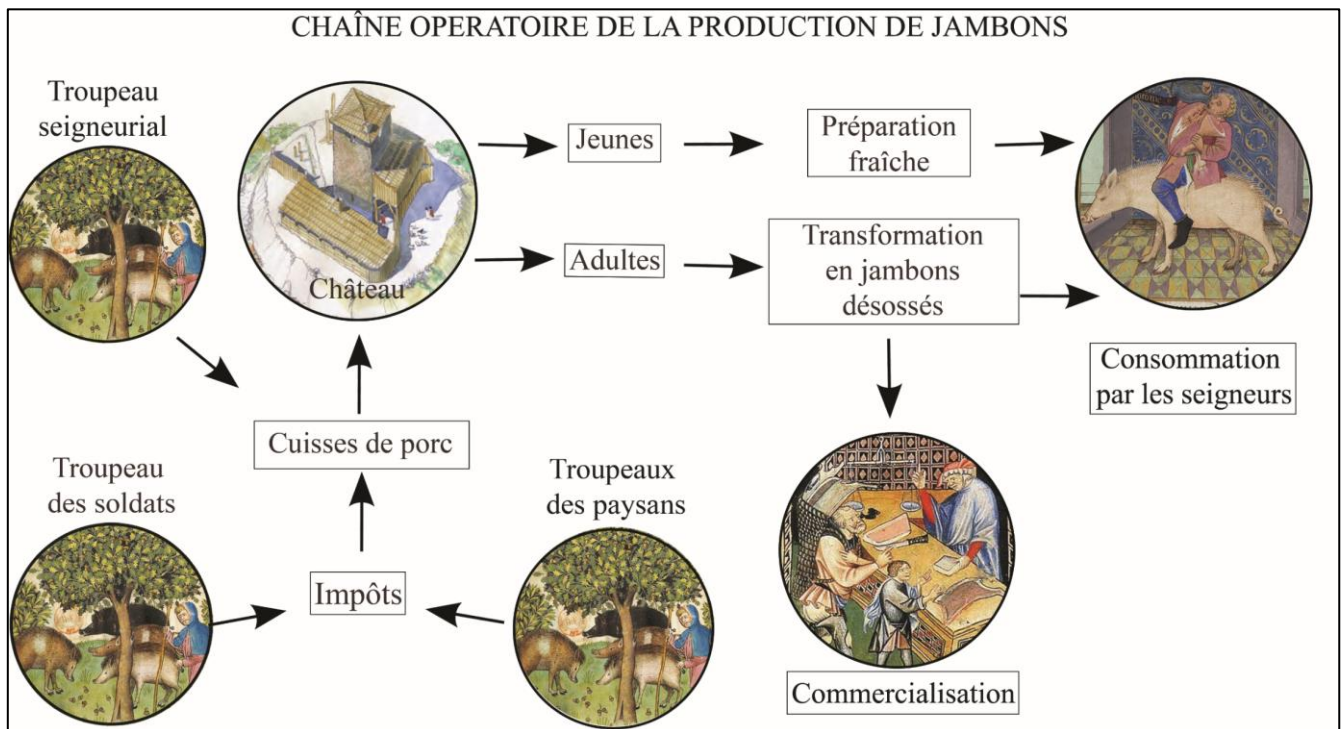 CHAÎNE OPERATOIRE DE LA PRODUCTION DE JAMBONS
Troupeau
seigneurial
Château
Jeunes
Préparation
fraîche
Adultes
Transformation
en jambons
désossés
Consommation
par les seigneurs
Cuisses de porc
Troupeau
des soldats
Troupeaux
des paysans
Impôts
Commercialisation